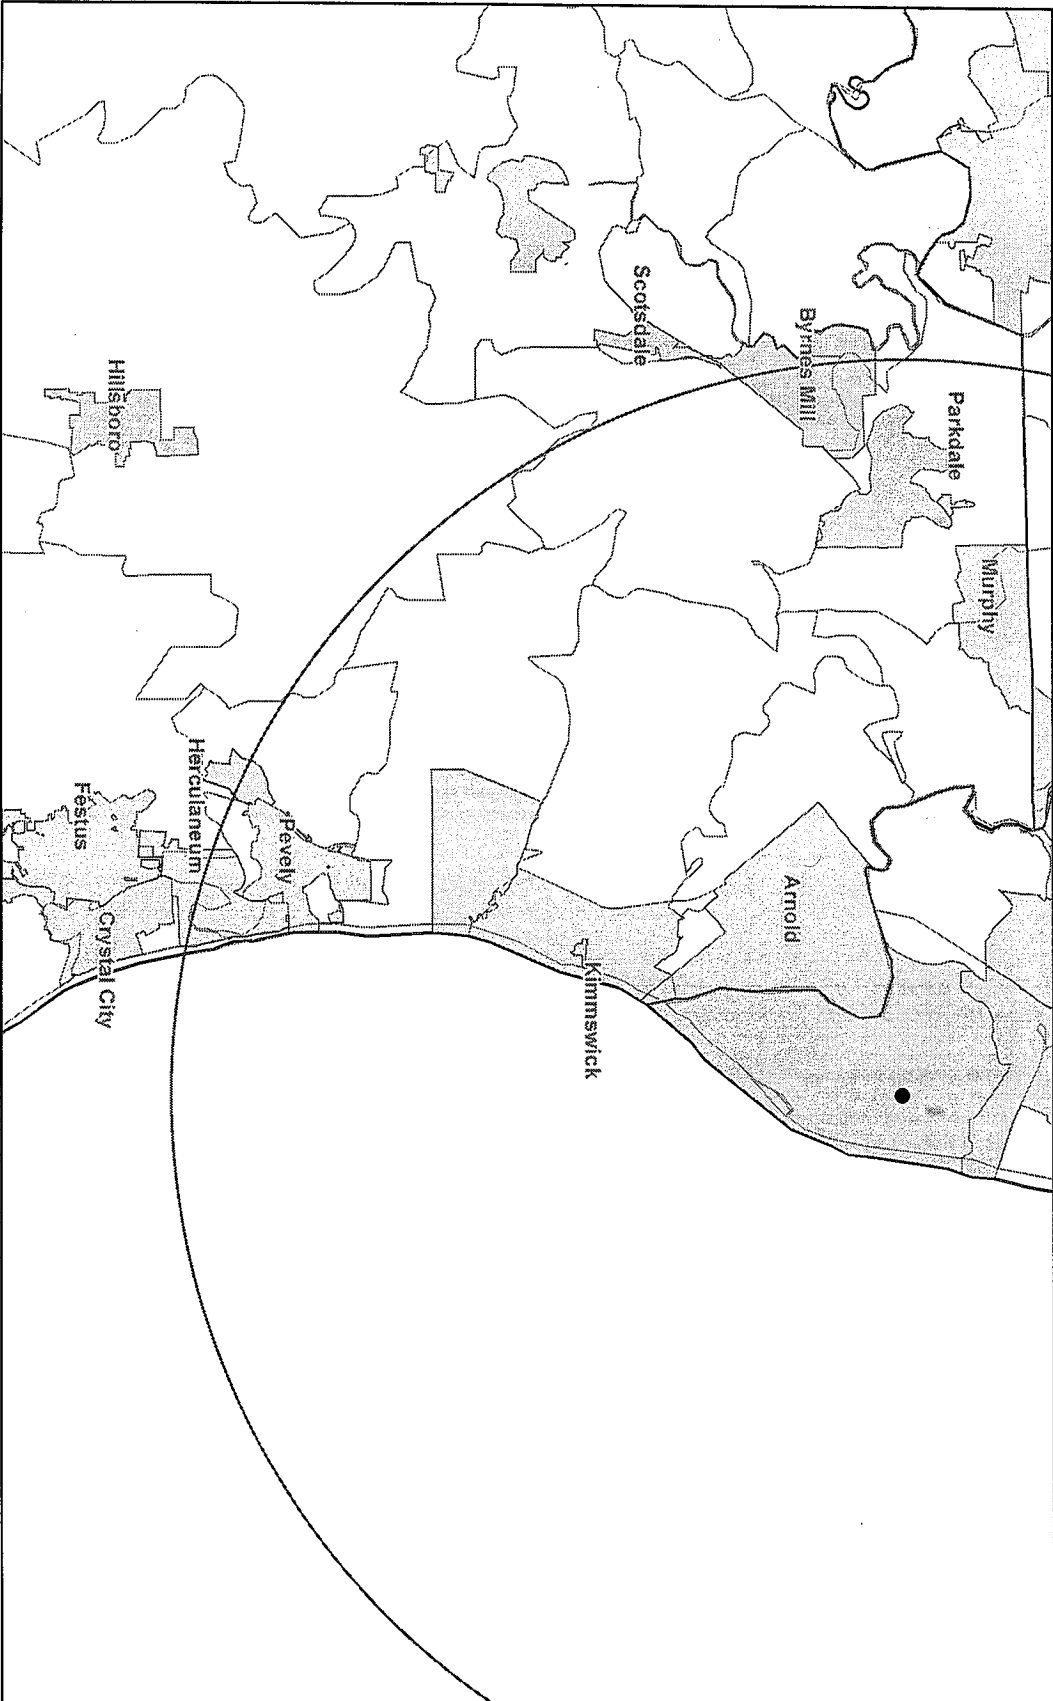 Parkdale
Murphy
Byrnes Mill
Arnold
Scotsdale
Kimmswick
Pevely
Herculaneum
Hillsboro
Crystal City
Festus